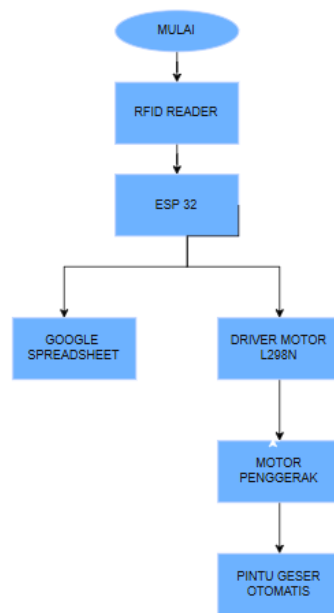 MULAI
RFID READER
ESP 32
GOOGLE
SPREADSHEET
DRIVER MOTOR
L298N
MOTOR
PENGGERAK
PINTU GESER
OTOMATIS